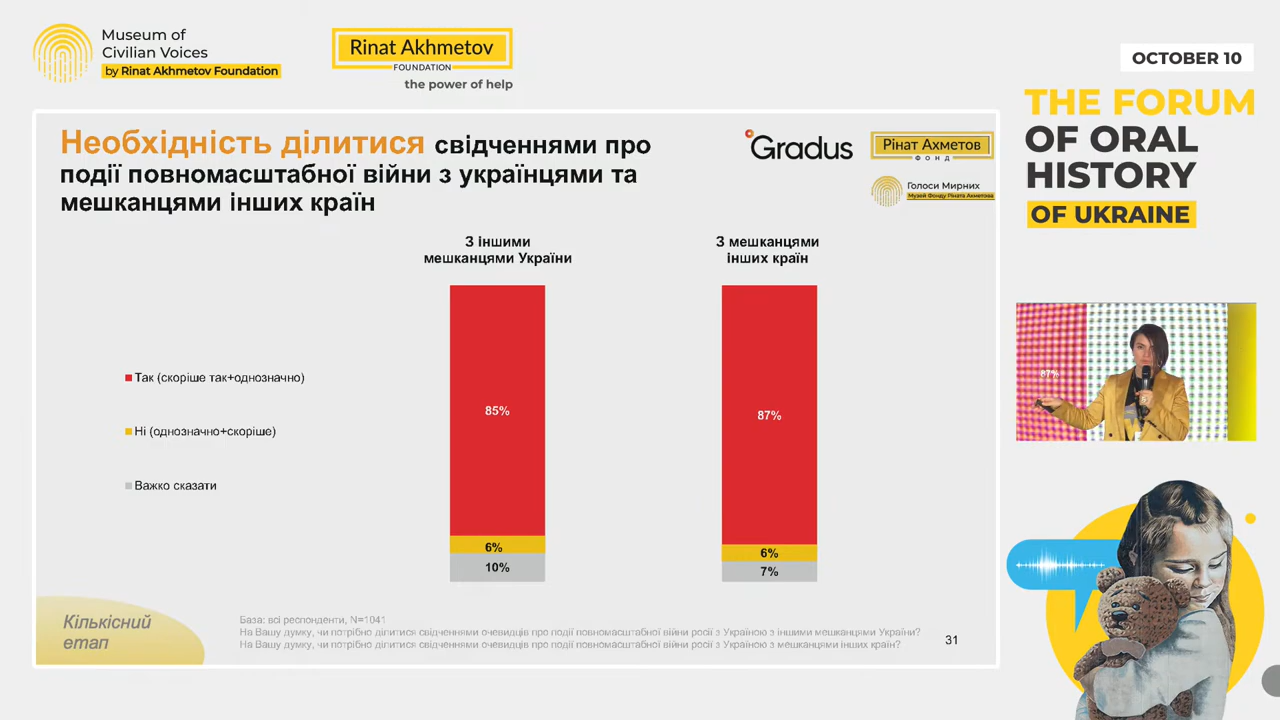 Museum of
Civilian Voices
by Rinat Akhmetov Foundation
Rinat Akhmetov
FOUNDATION
the power of help
OCTOBER 10
THE FORUM
OF ORAL
HISTORY
OF UKRAINE
Необхідність ділитися свідченнями про
події повномасштабної війни з українцями та
мешканцями інших країн
Gradus
Рінат Ахметов
ФОНД
Голоси Мирних
Музей Фонду Ріната Ахметова
З іншими
мешканцями України
З мешканцями
інших країн
Так (скоріше так+однозначно)
Ні (однозначно+скоріше)
Важко сказати
85%
6%
10%
87%
6%
7%
87%
Кількісний
етап
База: всі респонденти, N=1041
На Вашу думку, чи потрібно ділитися свідченнями очевидців про події повномасштабної війни росії з Україною з іншими мешканцями України?
На Вашу думку, чи потрібно ділитися свідченнями очевидців про події повномасштабної війни росії з Україною з мешканцями інших країн?
31